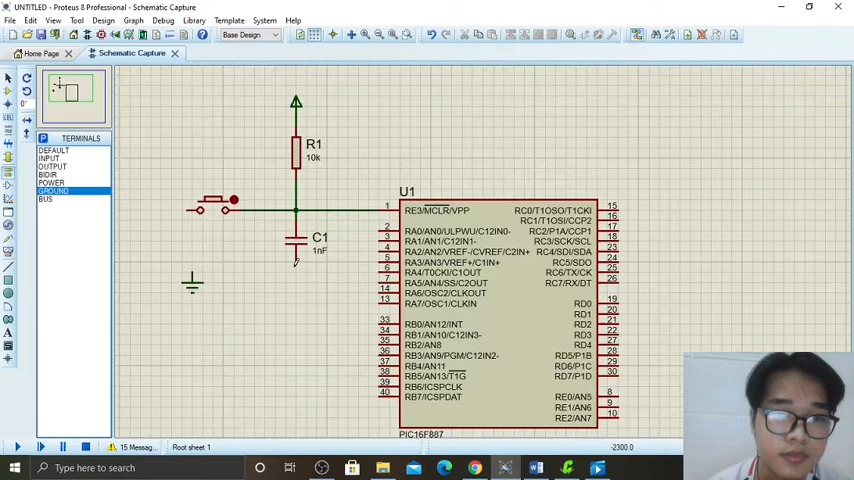 UNTITLED - Proteus 8 Professional - Schematic Capture
File Edit View Tool Design Graph Debug Library Template System Help
Base Design
Home Page
Schematic Capture
0°
P TERMINALS
DEFAULT
INPUT
OUTPUT
BIDIR
POWER
GROUND
BUS
R1
10k
C1
1nF
U1
1 RE3/MCLR/VPP RC0/T1OSO/T1CKI 15
RC1/T1OSI/CCP2 16
2 RA0/AN0/ULPWU/C12IN0- RC2/P1A/CCP1 17
3 RA1/AN1/C12IN1- RC3/SCK/SCL 18
4 RA2/AN2/VREF-/CVREF/C2IN+ RC4/SDI/SDA 23
5 RA3/AN3/VREF+/C1IN+ RC5/SDO 24
6 RA4/T0CKI/C1OUT RC6/TX/CK 25
7 RA5/AN4/SS/C2OUT RC7/RX/DT 26
14 RA6/OSC2/CLKOUT
13 RA7/OSC1/CLKIN RD0 19
RD1 20
33 RB0/AN12/INT RD2 21
34 RB1/AN10/C12IN3- RD3 22
35 RB2/AN8 RD4 27
36 RB3/AN9/PGM/C12IN2- RD5/P1B 28
37 RB4/AN11 RD6/P1C 29
38 RB5/AN13/T1G RD7/P1D 30
39 RB6/ICSPCLK
40 RB7/ICSPDAT RE0/AN5 8
RE1/AN6 9
RE2/AN7 10
PIC16F887
15 Messag...
Root sheet 1
-2300.0
Type here to search